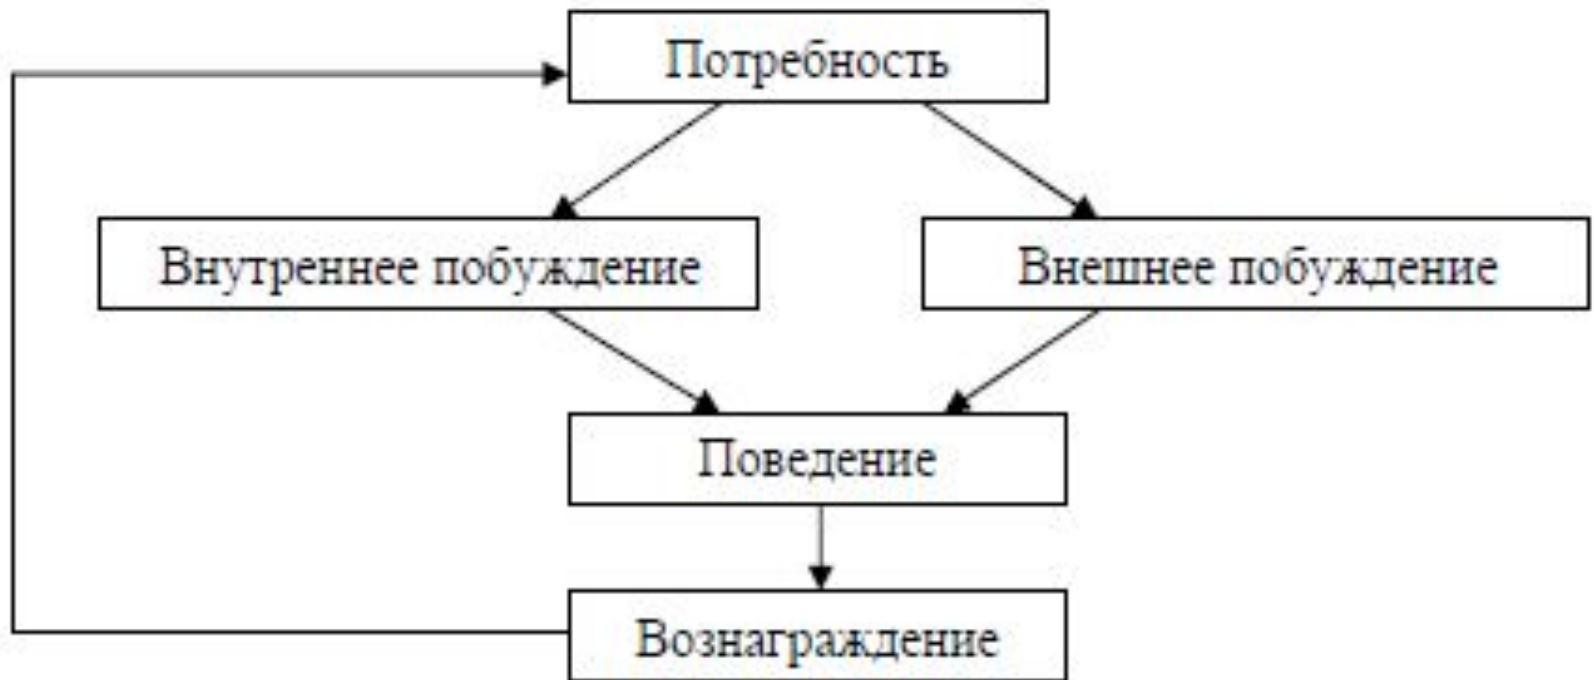 Потребность
Внутреннее побуждение
Внешнее побуждение
Поведение
Вознаграждение